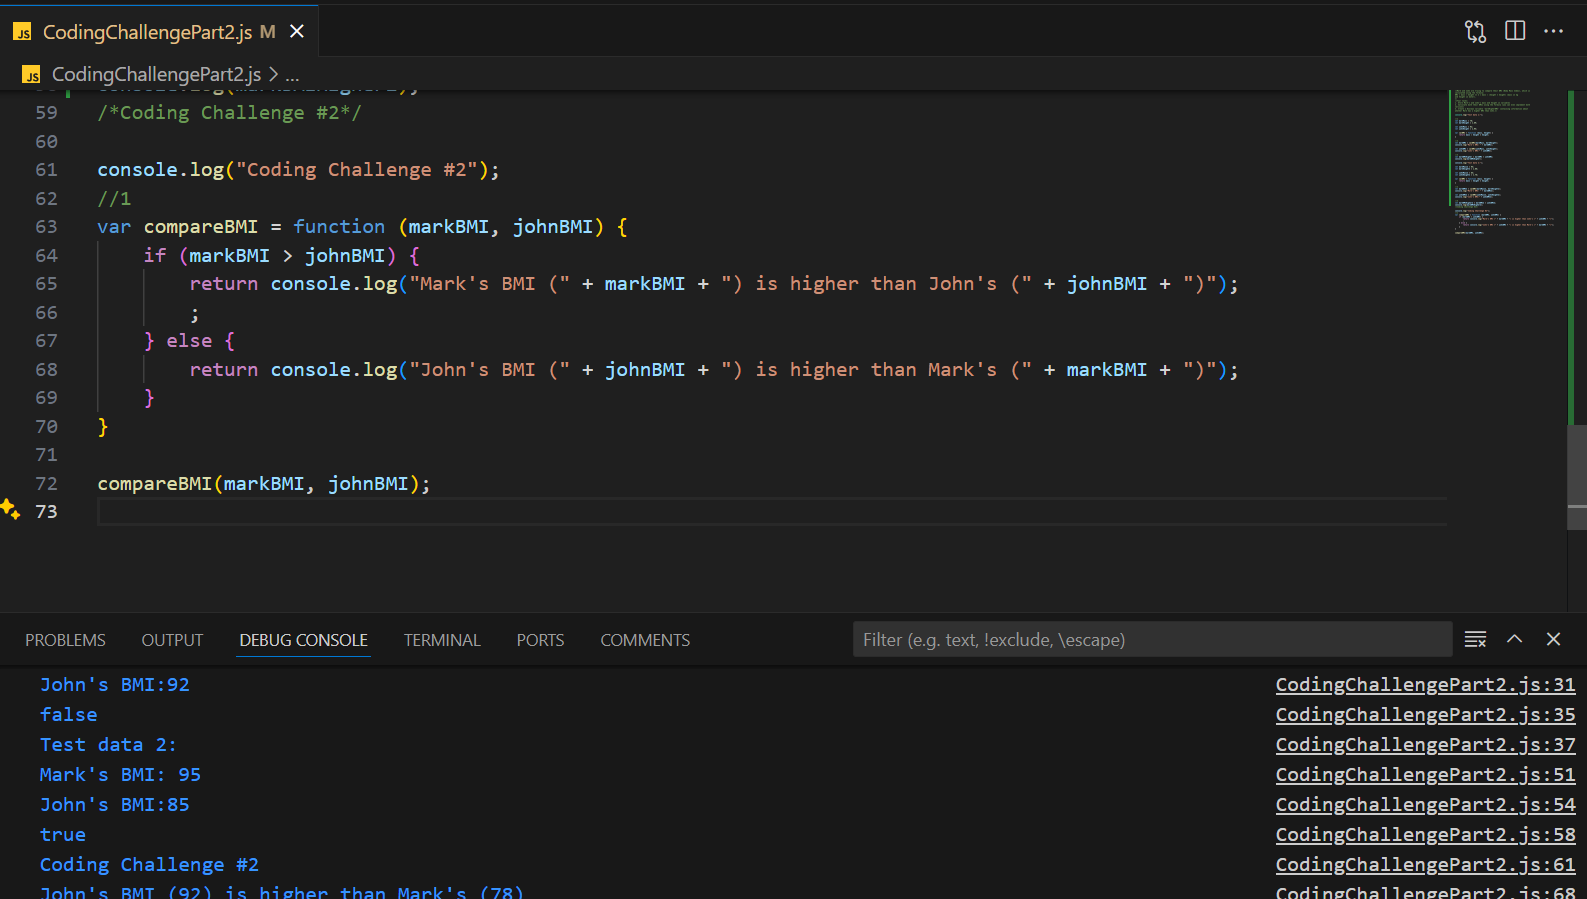 JS CodingChallengePart2.js M
JS CodingChallengePart2.js > ...
59 /*Coding Challenge #2*/
60
61 console.log("Coding Challenge #2");
62 //1
63 var compareBMI = function (markBMI, johnBMI) {
64 if (markBMI > johnBMI) {
65 return console.log("Mark's BMI (" + markBMI + ") is higher than John's (" + johnBMI + ")");
66 ;
67 } else {
68 return console.log("John's BMI (" + johnBMI + ") is higher than Mark's (" + markBMI + ")");
69 }
70 }
71
72 compareBMI(markBMI, johnBMI);
73
PROBLEMS OUTPUT DEBUG CONSOLE TERMINAL PORTS COMMENTS Filter (e.g. text, !exclude, \escape)
John's BMI:92 CodingChallengePart2.js:31
false CodingChallengePart2.js:35
Test data 2: CodingChallengePart2.js:37
Mark's BMI: 95 CodingChallengePart2.js:51
John's BMI:85 CodingChallengePart2.js:54
true CodingChallengePart2.js:58
Coding Challenge #2 CodingChallengePart2.js:61
John's BMI (92) is higher than Mark's (78) CodingChallengePart2.js:68